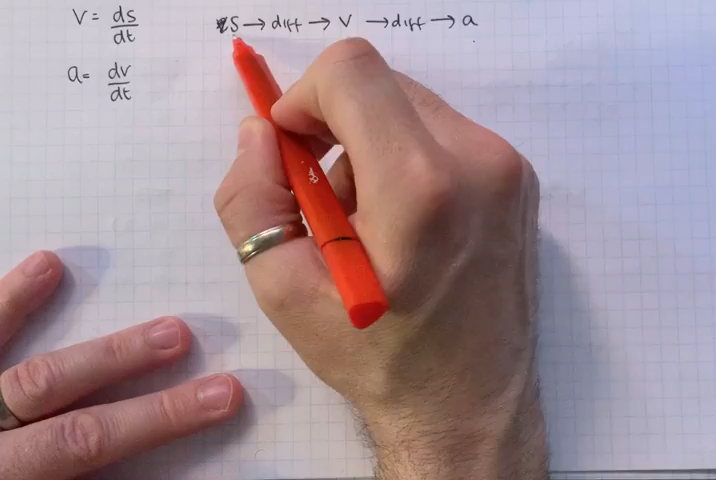 v = ds/dt
s → diff → v → diff → a
a = dv/dt